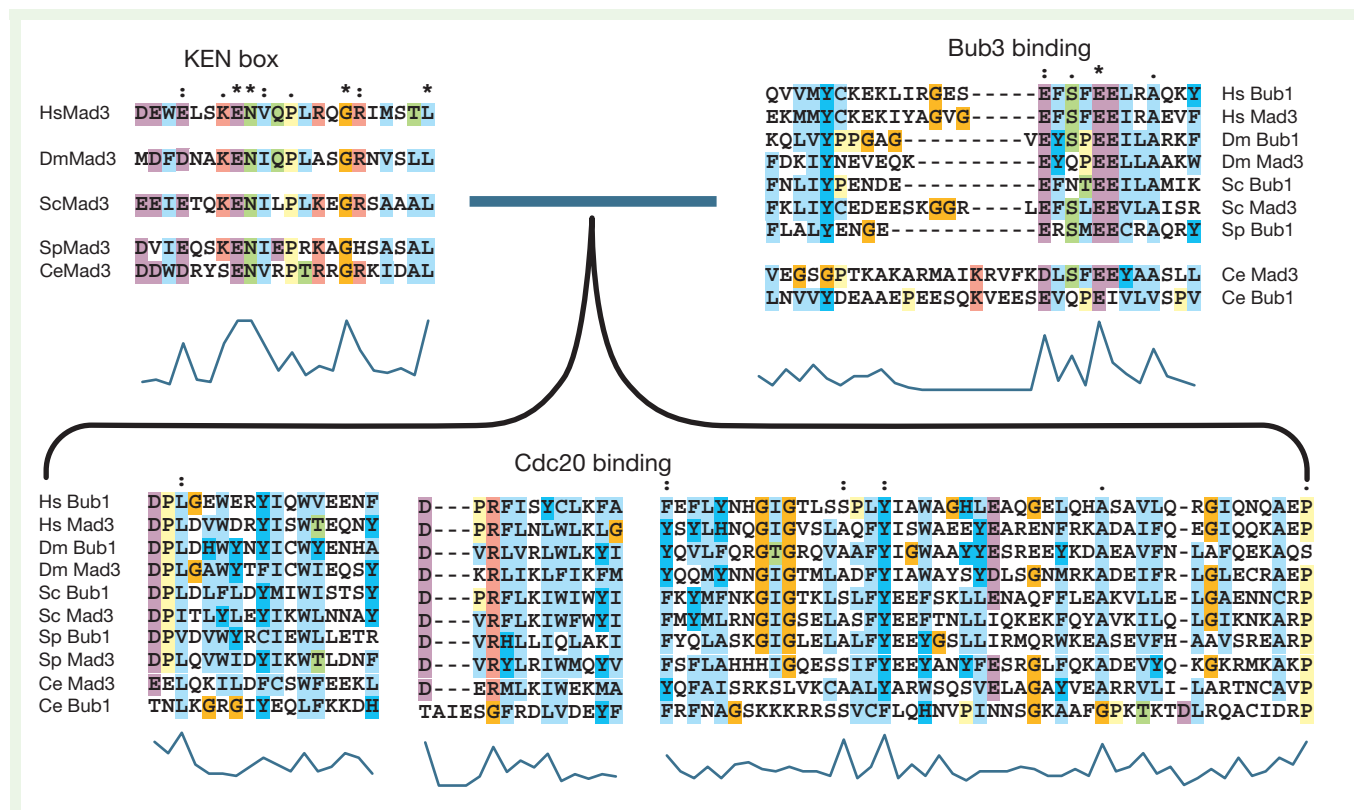 KEN box
: . **: . *: *
HsMad3 DEWELSKENVQPLRQGRIMSTL
DmMad3 MDFDNAKENIQPLASGRNVSLL
ScMad3 EEIETQKENILPLKEGRSAAAL
SpMad3 DVIEQSKENIEPRKAGHSASAL
CeMad3 DDWDRYSENVRPTRRGRKIDAL
Bub3 binding
: . * .
QVVMYCKEKLIRGES-----EFSFEELRAQKY Hs Bub1
EKMMYCKEKIYAGVG-----EFSFEEIRAEVF Hs Mad3
KQLVYPPGAG---------VEYSPEEILARKF Dm Bub1
FDKIYNEVEQK---------EYQPEELLAAKW Dm Mad3
FNLIYPENDE----------EFNTEEILAMIK Sc Bub1
FKLIYCEDEESKGGR----LEFSLEEVLAISR Sc Mad3
FLALYENGE-----------ERSMEECRAQRY Sp Bub1
VEGSGPTKAKARMAIKRVFKDLSFEEYAASLL Ce Mad3
LNVVYDEAAEPEESQKVEESEVQPEIVLVSPV Ce Bub1
Cdc20 binding
: : : : . .
Hs Bub1 DPLGEWERYIQWVEENF D---PRFISYCLKFA FEFLYNHGIGTLSSPLYIAWAGHLEAQGELQHASAVLQ-RGIQNQAEP
Hs Mad3 DPLDVWDRYISWTEQNY D---PRFLNLWLKLG YSYLHNQGIGVSLAQFYISWAEEYEARENFRKADAIFQ-EGIQQKAEP
Dm Bub1 DPLDHWYNYICWYENHA D---VRLVRLWLKYI YQVLFQRGTGRQVAAFYIGWAAYYESREEYKDAEAVFN-LAFQEKAQS
Dm Mad3 DPLGAWYTFICWIEQSY D---KRLIKLFIKFM YQQMYNNGIGTMLADFYIAWAYSYDLSGNMRKADEIFR-LGLECRAEP
Sc Bub1 DPLDLFLDYMIWISTSY D---PRFLKIWIWYI FKYMFNKGIGTKLSLFYEEFSKLLENAQFFLEAKVLLE-LGAENNCRP
Sc Mad3 DPITLYLEYIKWLNNAY D---VRFLKIWFWYI FMYMLRNGIGSELASFYEEFTNLLIQKEKFQYAVKILQ-LGIKNKARP
Sp Bub1 DPVDVWYRCIEWLLETR D---VRHLLIQLAKI FYQLASKGIGLELALFYEEYGSLLIRMQRWKEASEVFH-AAVSREARP
Sp Mad3 DPLQVWIDYIKWTLDNF D---VRYLRIWMQYV FSFLAHHHIGQESSIFYEEYANYFESRGLFQKADEVYQ-KGKRMKAKP
Ce Mad3 EELQKILDFCSWFEEKL D---ERMLKIWEKMA YQFAISRKSLVKCAALYARWSQSVELAGAYVEARRVLI-LARTNCAVP
Ce Bub1 TNLKGRGIYEQLFKKDH TAIESGFRDLVDEYF FRFNAGSKKKRRSSVCFLQHNVPINNSGKAAFGPKTKTDLRQACIDRP